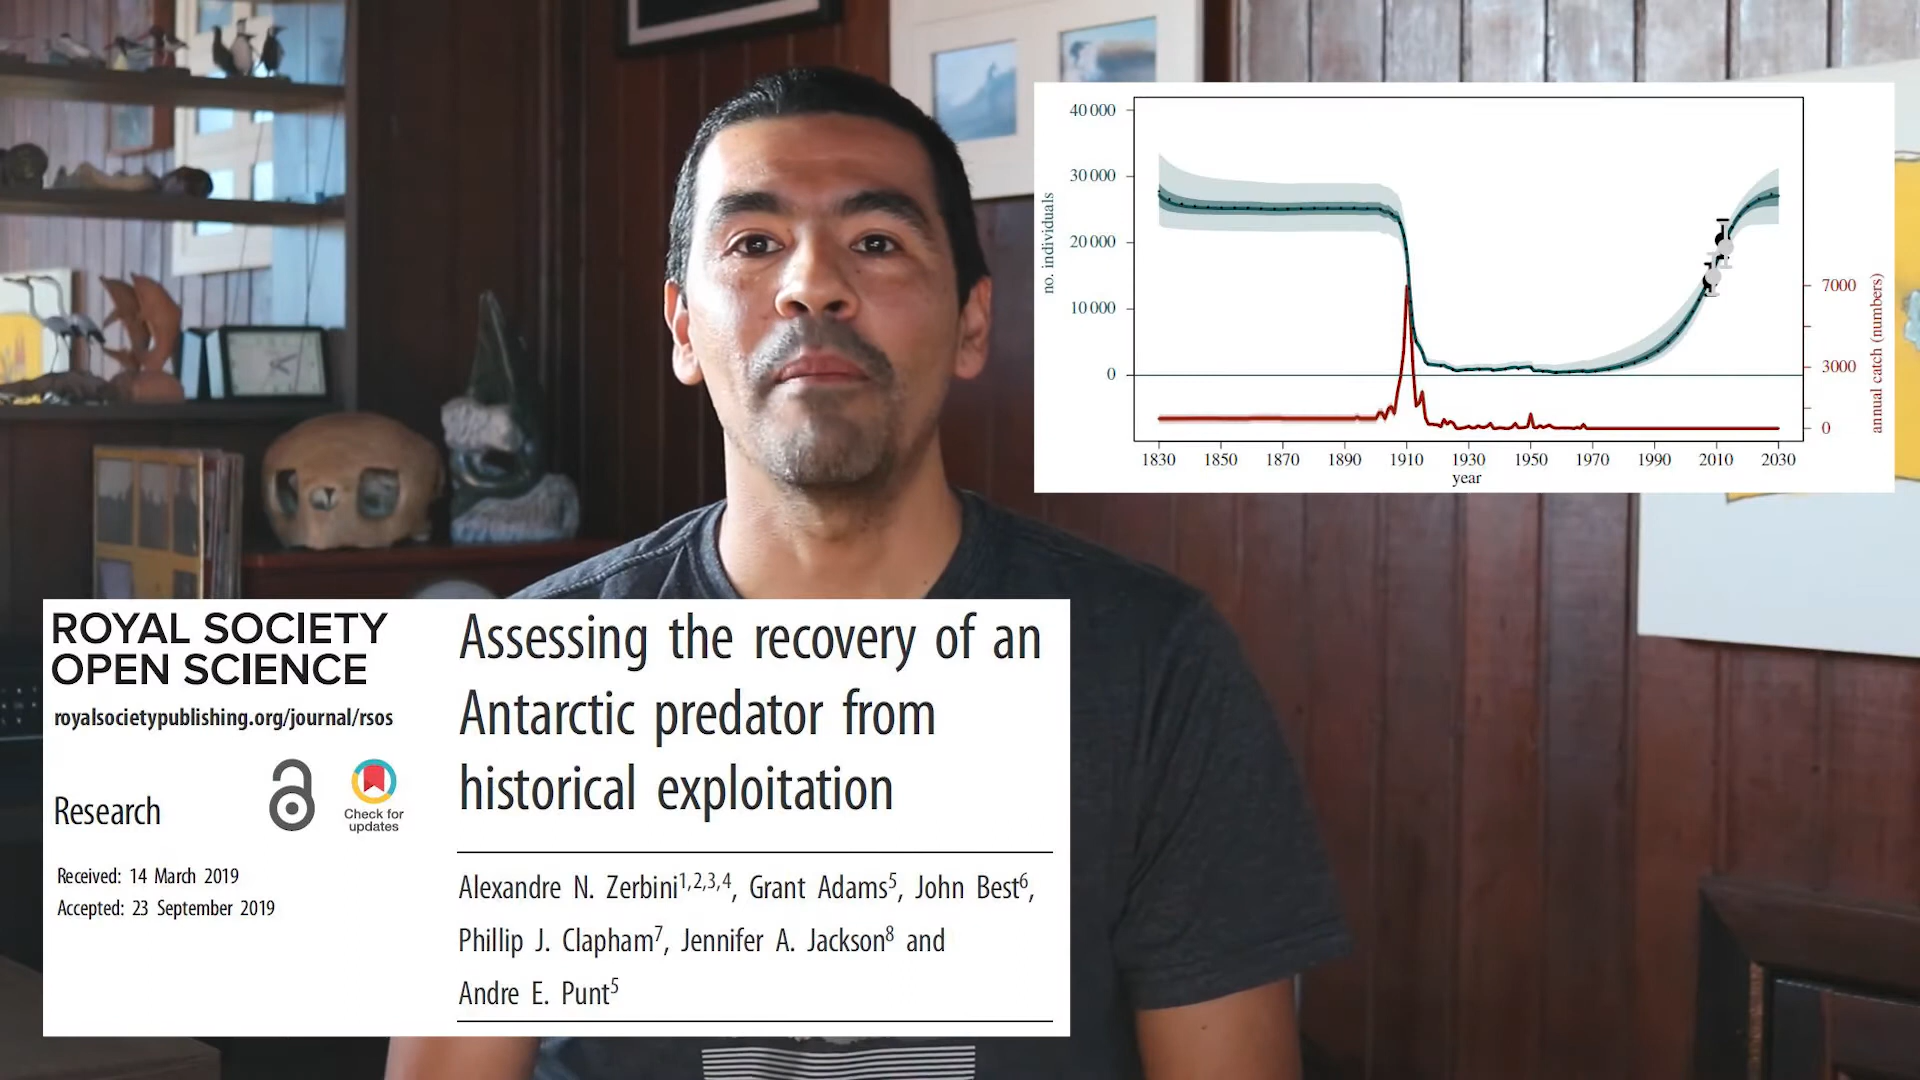 40 000
30 000
20 000
10 000
0
no. individuals
7000
3000
0
annual catch (numbers)
1830 1850 1870 1890 1910 1930 1950 1970 1990 2010 2030
year
ROYAL SOCIETY
OPEN SCIENCE
royalsocietypublishing.org/journal/rsos
Research
Check for
updates
Received: 14 March 2019
Accepted: 23 September 2019
Assessing the recovery of an
Antarctic predator from
historical exploitation
Alexandre N. Zerbini1,2,3,4, Grant Adams5, John Best6,
Phillip J. Clapham7, Jennifer A. Jackson8 and
Andre E. Punt5